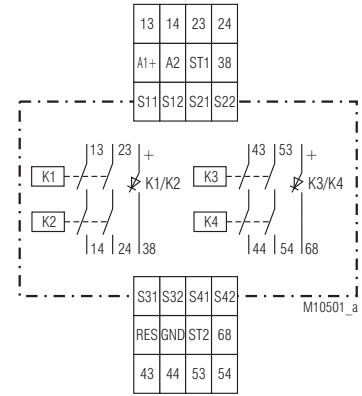 13 14 23 24
A1+ A2 ST1 38
S11 S12 S21 S22
13 23 + 43 53 +
K1 K1/K2 K3 K3/K4
K2 K4
14 24 38 44 54 68
S31 S32 S41 S42
M10501_a
RES GND ST2 68
43 44 53 54